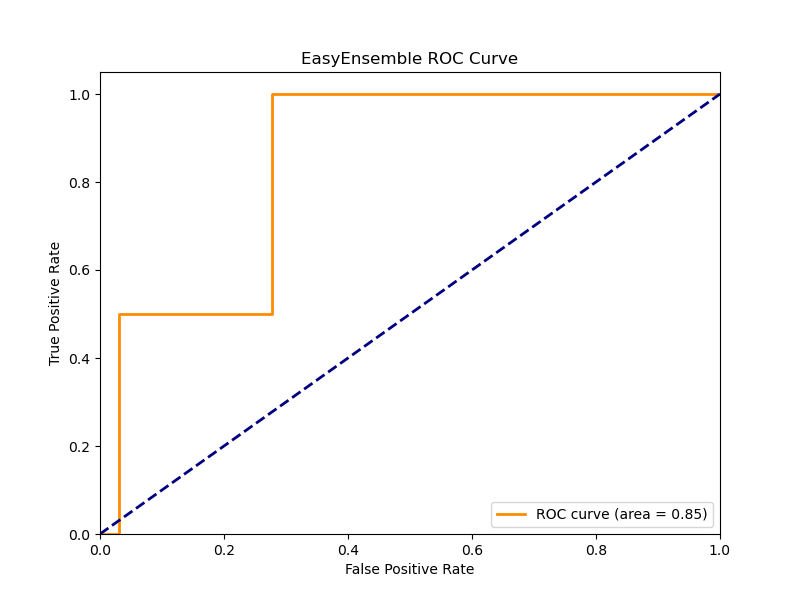 EasyEnsemble ROC Curve
True Positive Rate
1.0
0.8
0.6
0.4
0.2
0.0
0.0 0.2 0.4 0.6 0.8 1.0
False Positive Rate
ROC curve (area = 0.85)